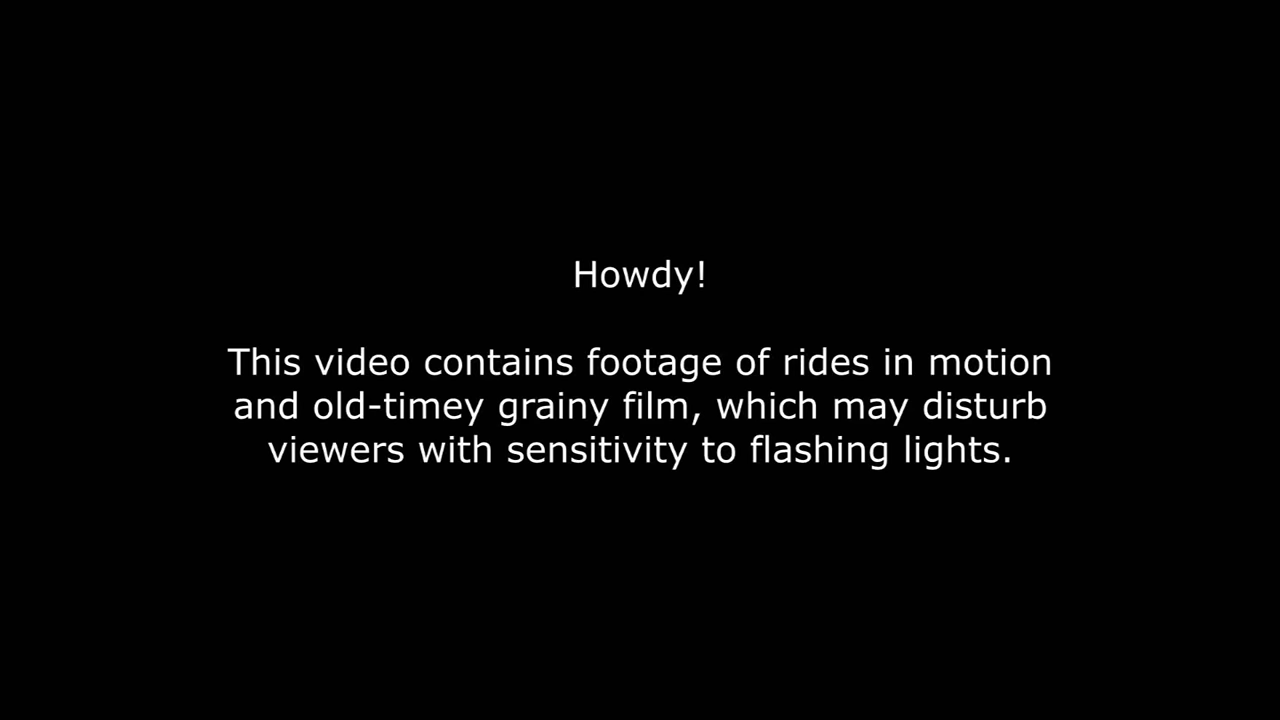 Howdy!
This video contains footage of rides in motion
and old-timey grainy film, which may disturb
viewers with sensitivity to flashing lights.